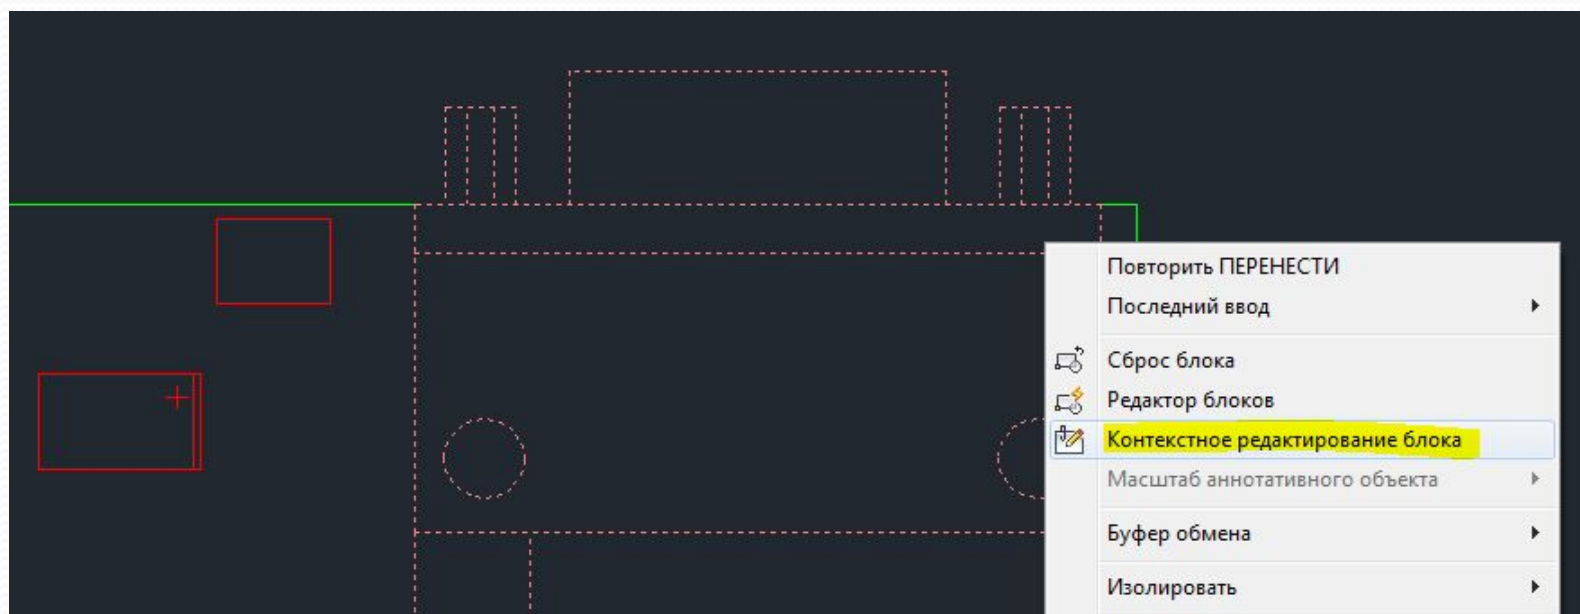 Повторить ПЕРЕНЕСТИ
Последний ввод
Сброс блока
Редактор блоков
Контекстное редактирование блока
Масштаб аннотативного объекта
Буфер обмена
Изолировать